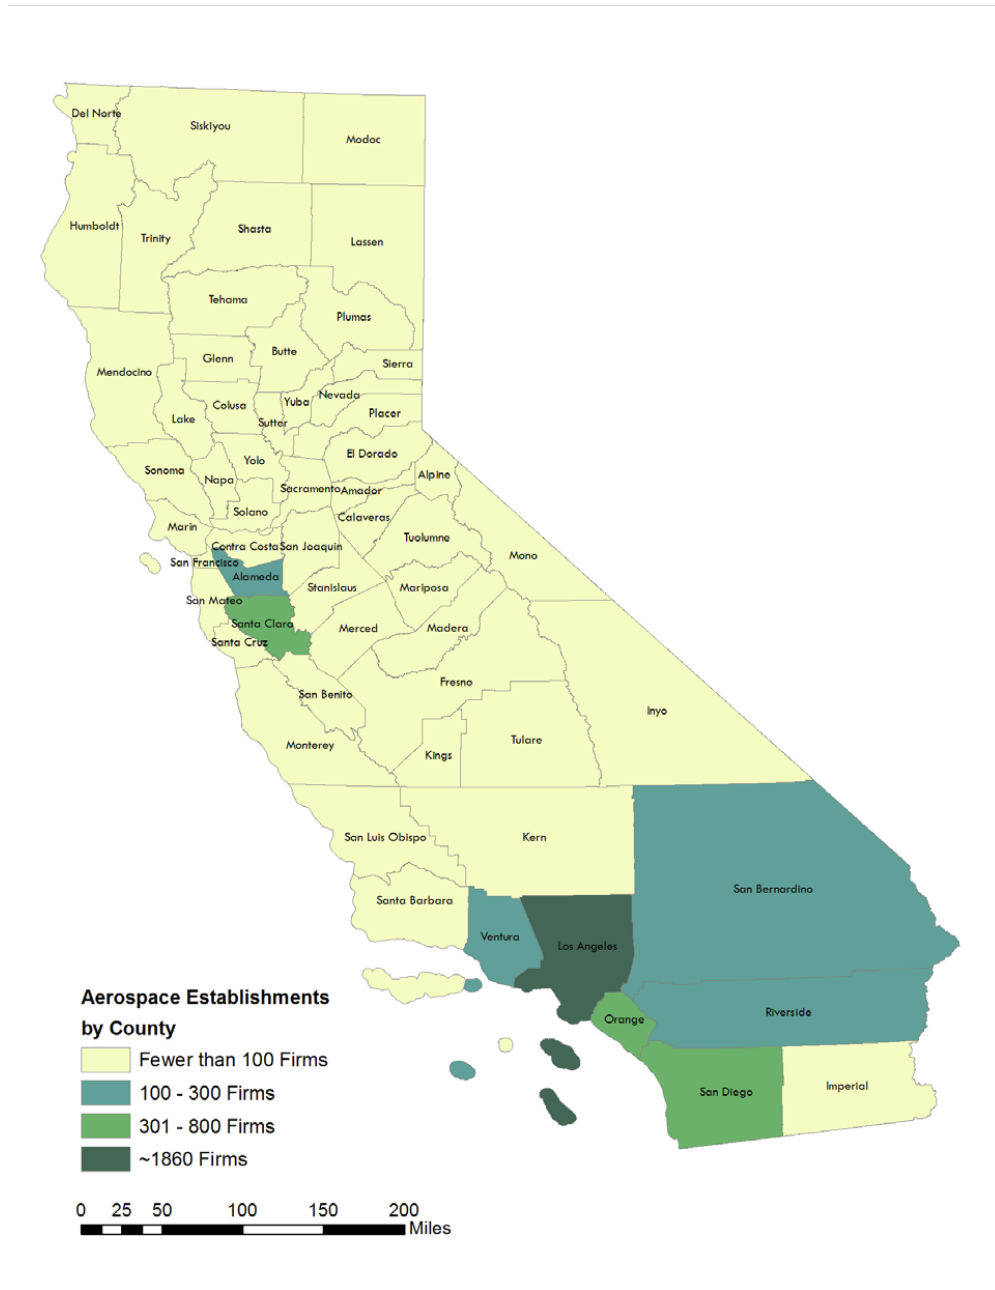 Del Norte
Siskiyou
Modoc
Humboldt
Trinity
Shasta
Lassen
Tehama
Plumas
Mendocino
Glenn
Butte
Sierra
Lake
Colusa
Yuba
Nevada
Sutter
Placer
Sonoma
Napa
Yolo
El Dorado
Alpine
Sacramento
Amador
Solano
Marin
Calaveras
Tuolumne
Contra Costa
San Joaquin
Mono
San Francisco
Alameda
Stanislaus
Mariposa
San Mateo
Santa Clara
Merced
Madera
Santa Cruz
San Benito
Fresno
Inyo
Monterey
Kings
Tulare
San Luis Obispo
Kern
Santa Barbara
San Bernardino
Ventura
Los Angeles
Orange
Riverside
San Diego
Imperial
Aerospace Establishments
by County
Fewer than 100 Firms
100 - 300 Firms
301 - 800 Firms
~1860 Firms
0 25 50 100 150 200
Miles